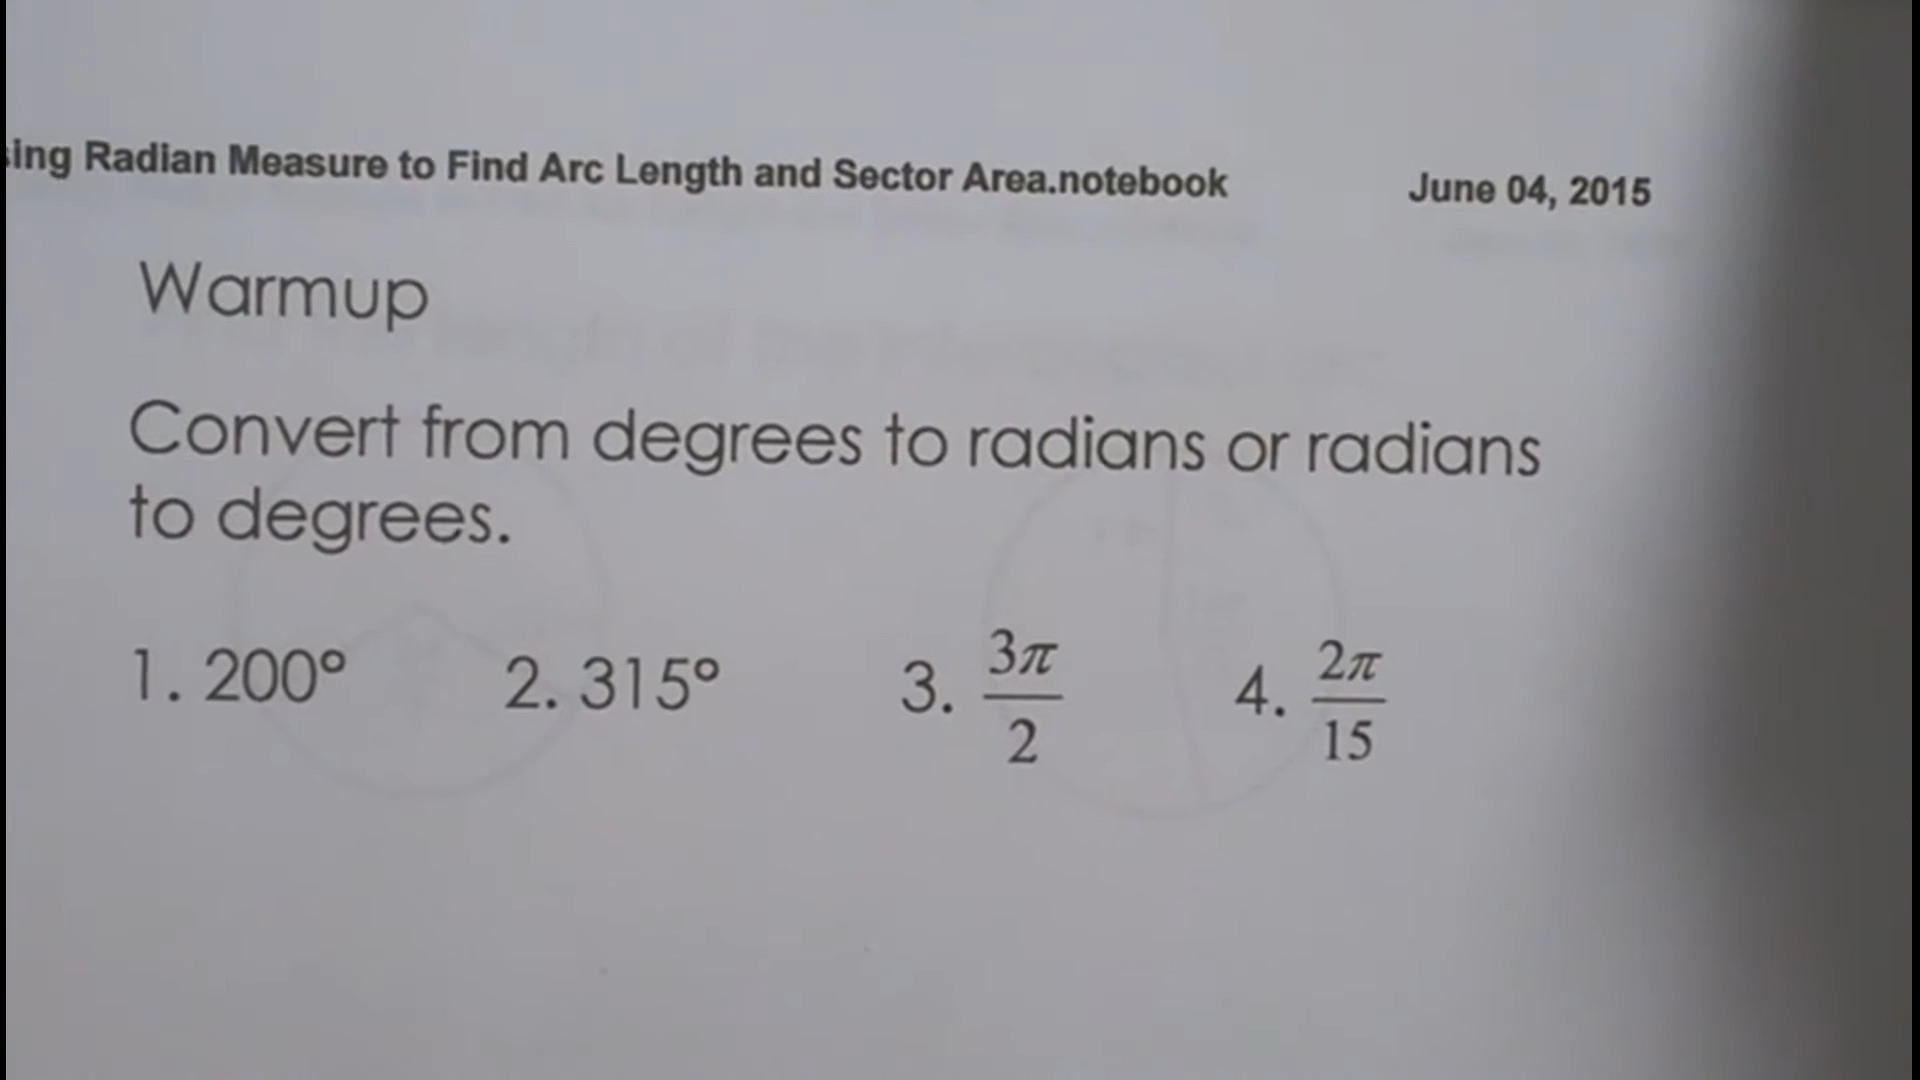 Radian Measure to Find Arc Length and Sector Area.notebook June 04, 2015
Warmup
Convert from degrees to radians or radians
to degrees.
1. 200° 2. 315° 3. 3π/2 4. 2π/15